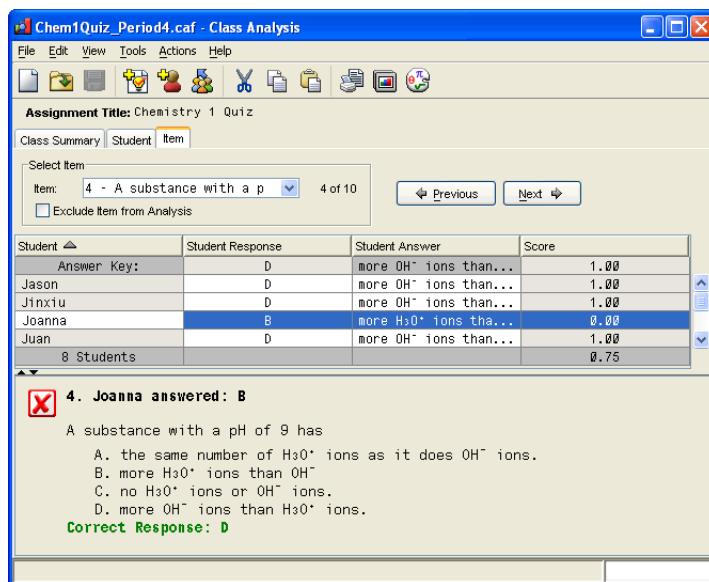 Chem1Quiz_Period4.caf - Class Analysis
File Edit View Tools Actions Help
Assignment Title: Chemistry 1 Quiz
Class Summary Student Item
Select Item
Item: 4 - A substance with a p 4 of 10 Previous Next
Exclude Item from Analysis
Student Student Response Student Answer Score
Answer Key: D more OH⁻ ions than... 1.00
Jason D more OH⁻ ions than... 1.00
Jinxiu D more OH⁻ ions than... 1.00
Joanna B more H₃O⁺ ions tha... 0.00
Juan D more OH⁻ ions than... 1.00
8 Students 0.75
4. Joanna answered: B
A substance with a pH of 9 has
A. the same number of H₃O⁺ ions as it does OH⁻ ions.
B. more H₃O⁺ ions than OH⁻
C. no H₃O⁺ ions or OH⁻ ions.
D. more OH⁻ ions than H₃O⁺ ions.
Correct Response: D